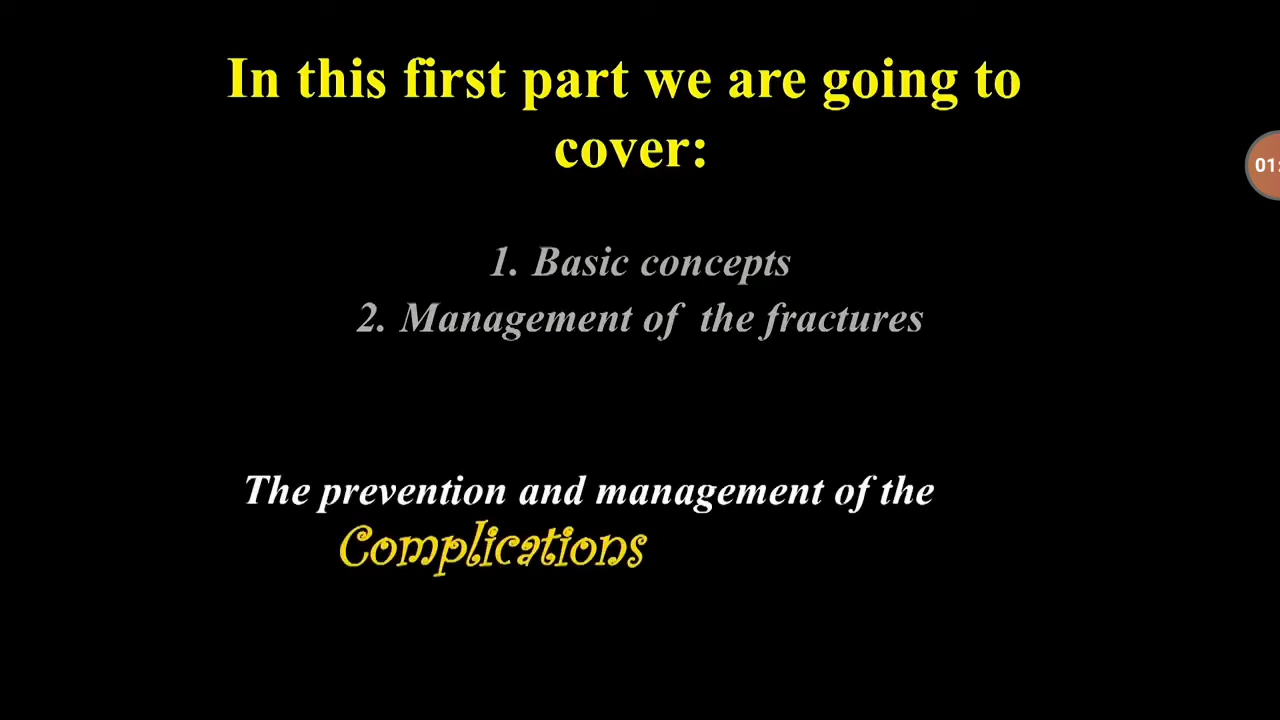 In this first part we are going to
cover:
01:
1. Basic concepts
2. Management of the fractures
The prevention and management of the
Complications